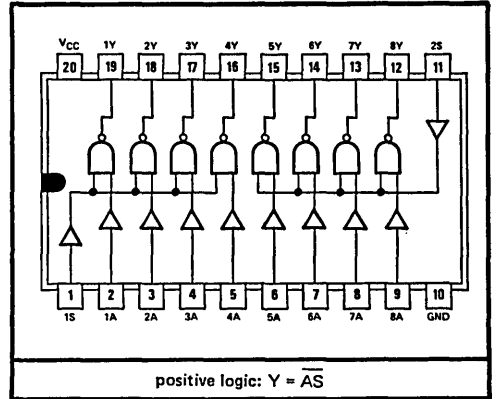 VCC 1Y 2Y 3Y 4Y 5Y 6Y 7Y 8Y 2S
20 19 18 17 16 15 14 13 12 11
1 2 3 4 5 6 7 8 9 10
1S 1A 2A 3A 4A 5A 6A 7A 8A GND
positive logic: Y = \overline{AS}